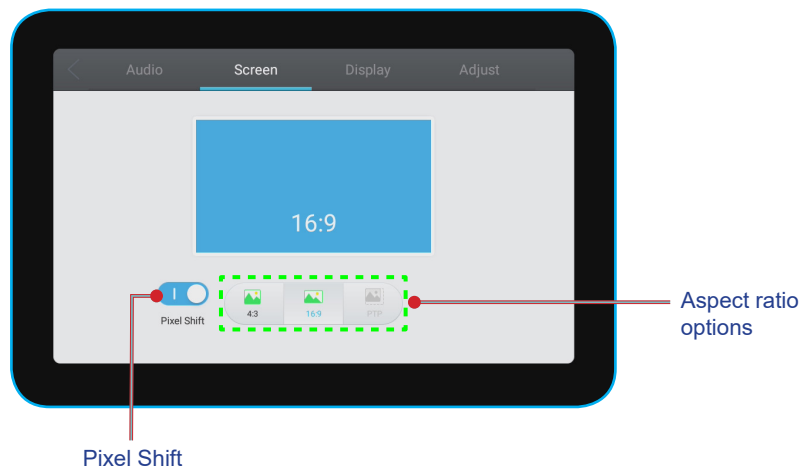 Audio Screen Display Adjust
16:9
4:3 16:9 PTP
Pixel Shift
Aspect ratio
options
Pixel Shift